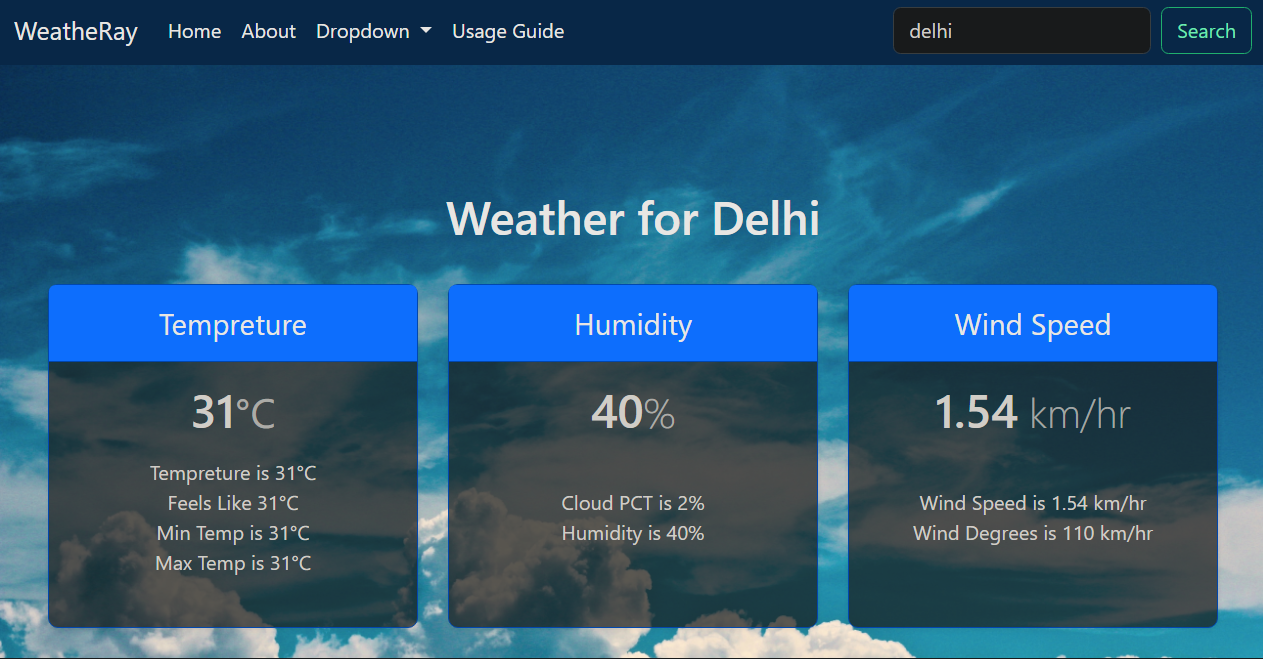 WeatheRay Home About Dropdown Usage Guide delhi Search
Weather for Delhi
Tempreture
31°C
Tempreture is 31°C
Feels Like 31°C
Min Temp is 31°C
Max Temp is 31°C
Humidity
40%
Cloud PCT is 2%
Humidity is 40%
Wind Speed
1.54 km/hr
Wind Speed is 1.54 km/hr
Wind Degrees is 110 km/hr